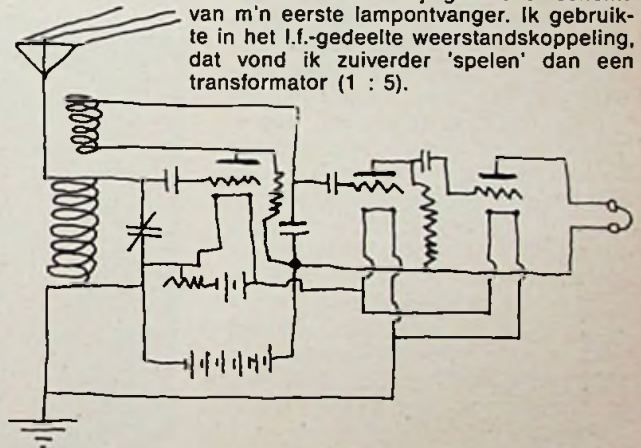 van m'n eerste lampontvanger. Ik gebruik-
te in het l.f.-gedeelte weerstandskoppeling,
dat vond ik zuiverder 'spelen' dan een
transformator (1 : 5).